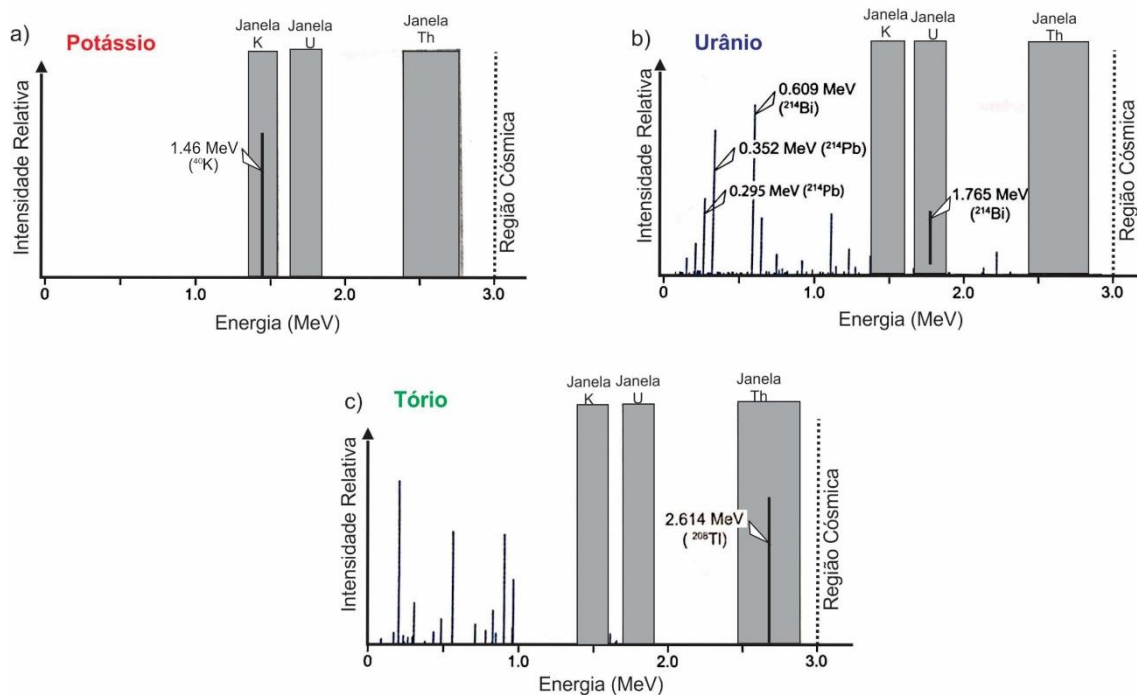 a)
Potássio
Janela
K
Janela
U
Janela
Th
Intensidade Relativa
1.46 MeV
(⁴⁰K)
Região Cósmica
0
1.0
2.0
3.0
Energia (MeV)
b)
Urânio
Janela
K
Janela
U
Janela
Th
Intensidade Relativa
0.609 MeV
(²¹⁴Bi)
0.352 MeV (²¹⁴Pb)
0.295 MeV (²¹⁴Pb)
1.765 MeV
(²¹⁴Bi)
Região Cósmica
0
1.0
2.0
3.0
Energia (MeV)
c)
Tório
Janela
K
Janela
U
Janela
Th
Intensidade Relativa
2.614 MeV
( ²⁰⁸Tl)
Região Cósmica
0
1.0
2.0
3.0
Energia (MeV)